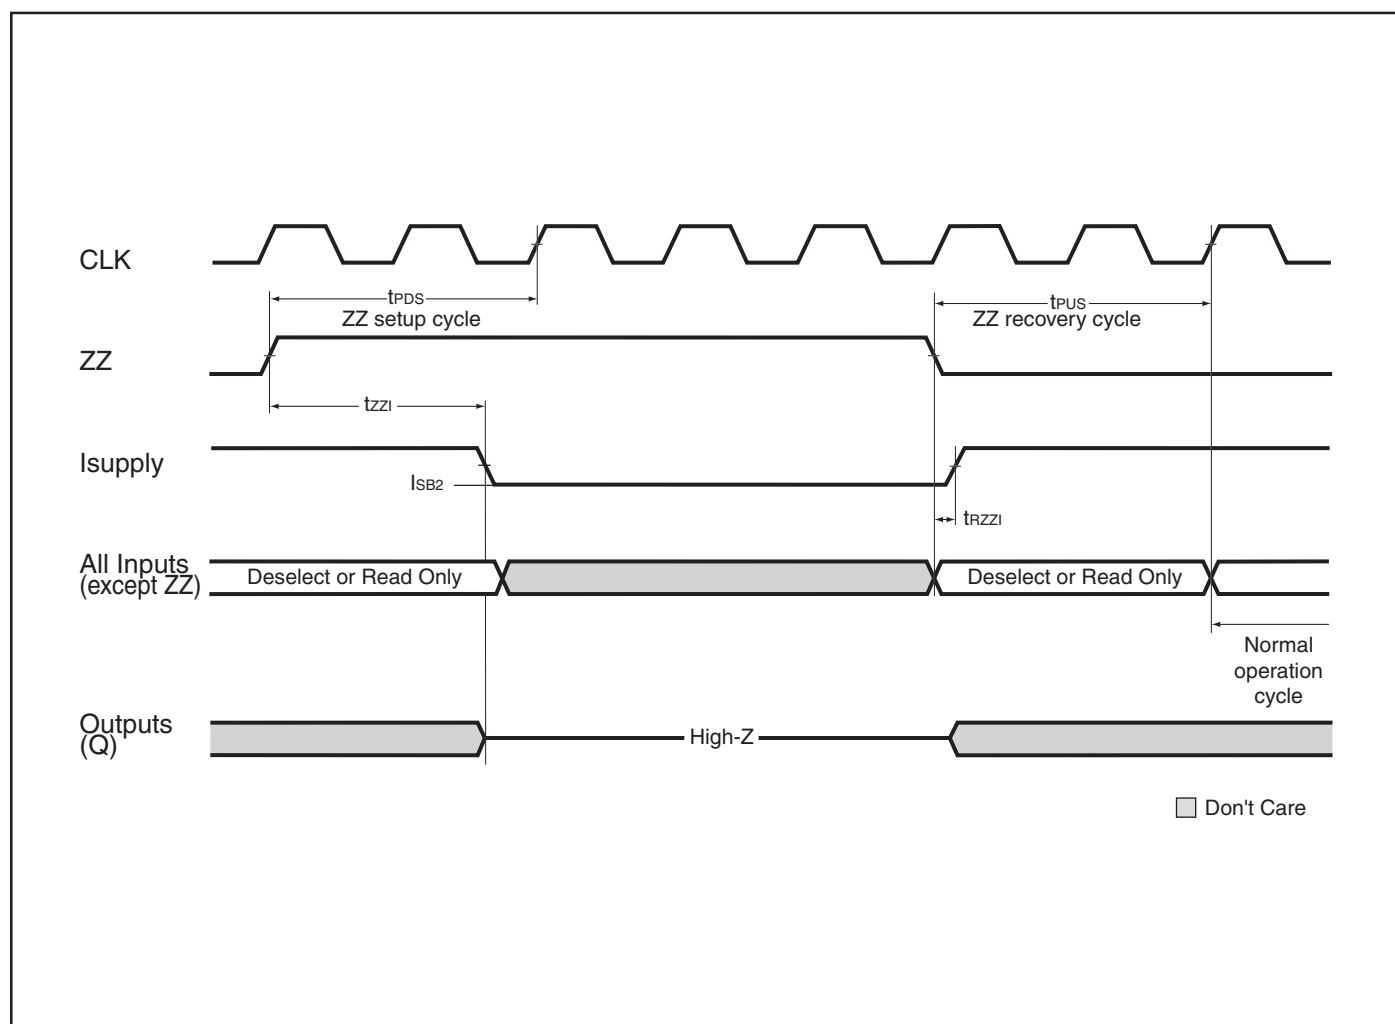 CLK
tPDS
ZZ setup cycle
tPUS
ZZ recovery cycle
ZZ
tZZI
Isupply
ISB2
tRZZI
All Inputs
(except ZZ)
Deselect or Read Only
Deselect or Read Only
Normal
operation
cycle
Outputs
(Q)
High-Z
Don't Care